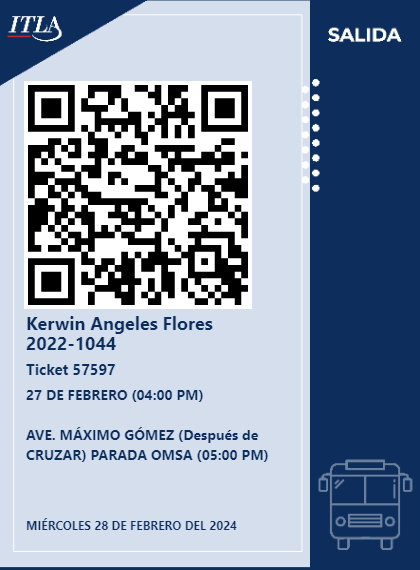 ITLA
SALIDA
Kerwin Angeles Flores
2022-1044
Ticket 57597
27 DE FEBRERO (04:00 PM)
AVE. MÁXIMO GÓMEZ (Después de
CRUZAR) PARADA OMSA (05:00 PM)
MIÉRCOLES 28 DE FEBRERO DEL 2024